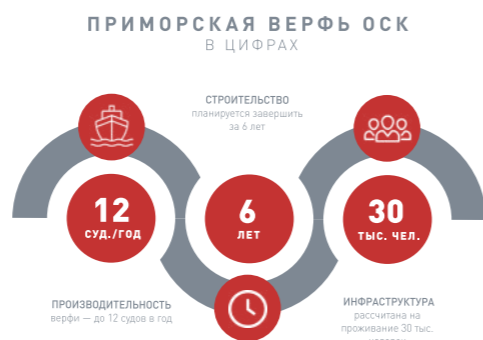 ПРИМОРСКАЯ ВЕРФЬ ОСК
В ЦИФРАХ
СТРОИТЕЛЬСТВО
планируется завершить
за 6 лет
12
СУД./ГОД
6
ЛЕТ
30
ТЫС. ЧЕЛ.
ПРОИЗВОДИТЕЛЬНОСТЬ
верфи — до 12 судов в год
ИНФРАСТРУКТУРА
рассчитана на
проживание 30 тыс.